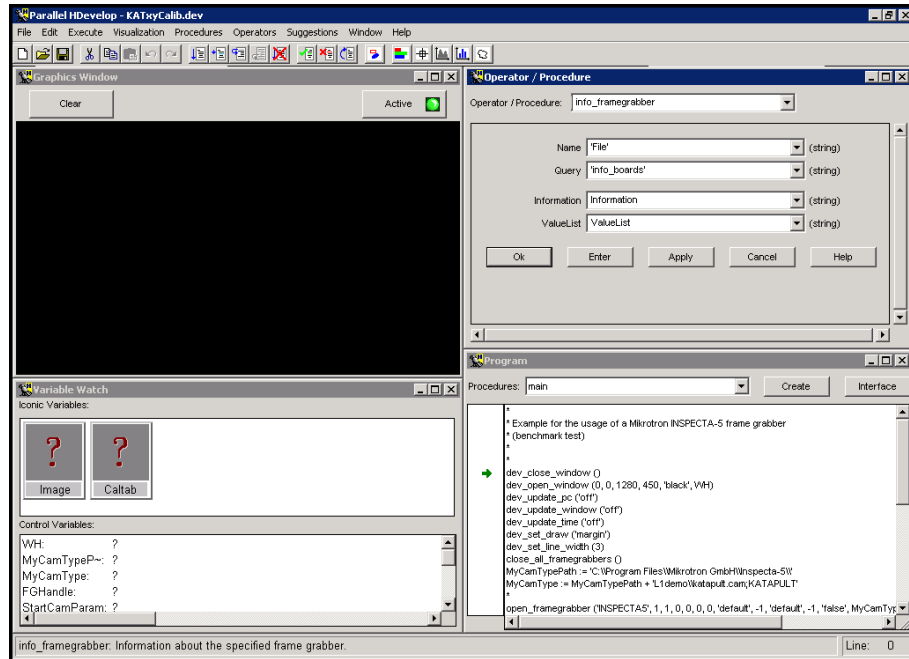 Parallel HDevelop - KATxyCalib.dev
File Edit Execute Visualization Procedures Operators Suggestions Window Help
Graphics Window
Clear
Active
Operator / Procedure
Operator / Procedure: info_framegrabber
Name 'File' (string)
Query 'info_boards' (string)
Information Information (string)
ValueList ValueList (string)
Ok Enter Apply Cancel Help
Variable Watch
Iconic Variables:
? ?
Image Caltab
Control Variables:
WH: ?
MyCamTypeP~: ?
MyCamType: ?
FGHandle: ?
StartCamParam: ?
Program
Procedures: main Create Interface
*
* Example for the usage of a Mikrotron INSPECTA-5 frame grabber
* (benchmark test)
*
*
dev_close_window ()
dev_open_window (0, 0, 1280, 450, 'black', WH)
dev_update_pc ('off')
dev_update_window ('off')
dev_update_time ('off')
dev_set_draw ('margin')
dev_set_line_width (3)
close_all_framegrabbers ()
MyCamTypePath := 'C:\\Program Files\\Mikrotron GmbH\\Inspecta-5\\'
MyCamType := MyCamTypePath + 'L1demo\\katapult.cam;KATAPULT'
*
open_framegrabber ('INSPECTA5', 1, 1, 0, 0, 0, 0, 'default', -1, 'default', -1, 'false', MyCamTyp
info_framegrabber: Information about the specified frame grabber.
Line: 0